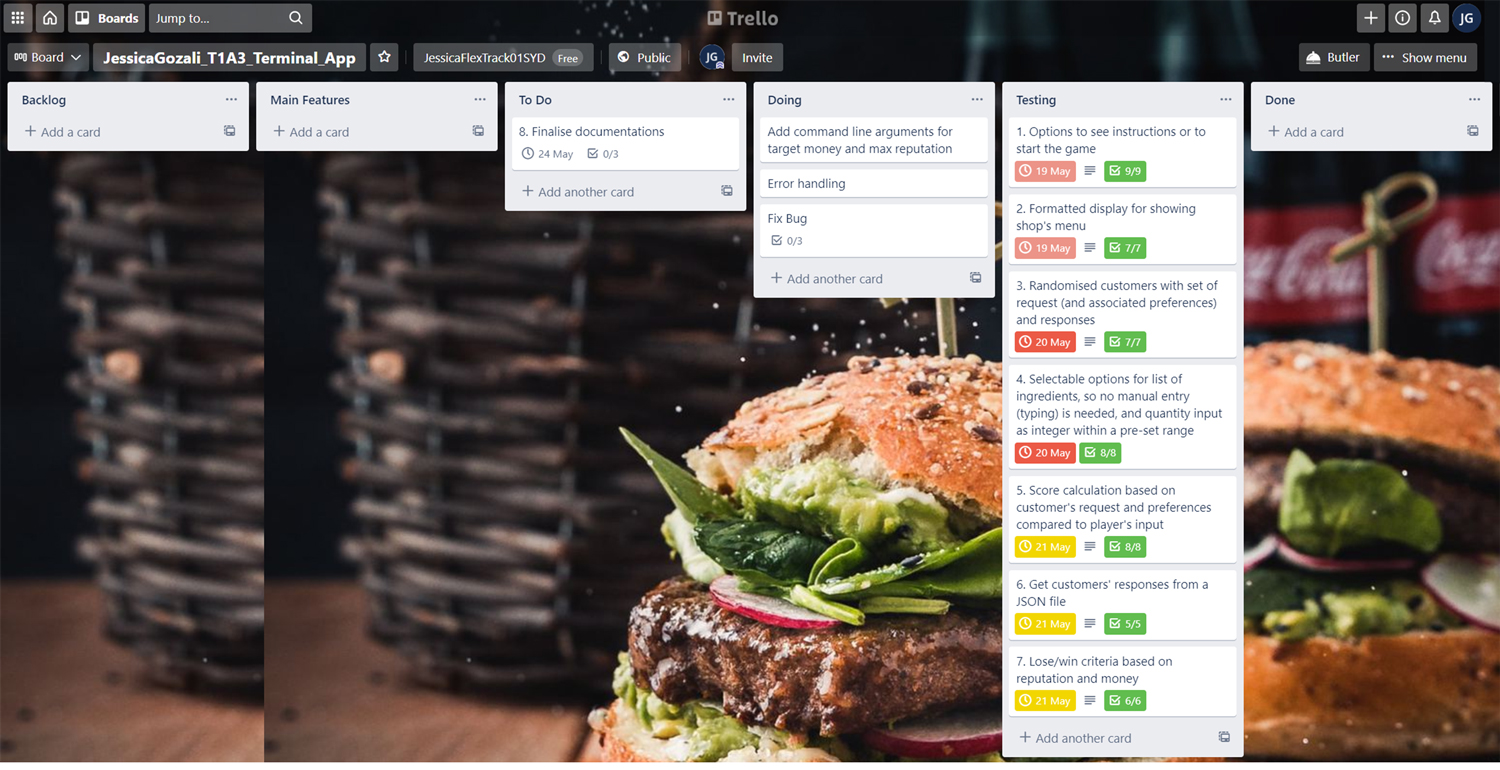 Boards
Jump to...
Trello
JG
Board
JessicaGozali_T1A3_Terminal_App
JessicaFlexTrack01SYD Free
Public
JG
Invite
Butler
Show menu
Backlog
Add a card
Main Features
Add a card
To Do
8. Finalise documentations
24 May 0/3
Add another card
Doing
Add command line arguments for
target money and max reputation
Error handling
Fix Bug
0/3
Add another card
Testing
1. Options to see instructions or to
start the game
19 May 9/9
2. Formatted display for showing
shop's menu
19 May 7/7
3. Randomised customers with set of
request (and associated preferences)
and responses
20 May 7/7
4. Selectable options for list of
ingredients, so no manual entry
(typing) is needed, and quantity input
as integer within a pre-set range
20 May 8/8
5. Score calculation based on
customer's request and preferences
compared to player's input
21 May 8/8
6. Get customers' responses from a
JSON file
21 May 5/5
7. Lose/win criteria based on
reputation and money
21 May 6/6
Add another card
Done
Add a card
Coca-Cola